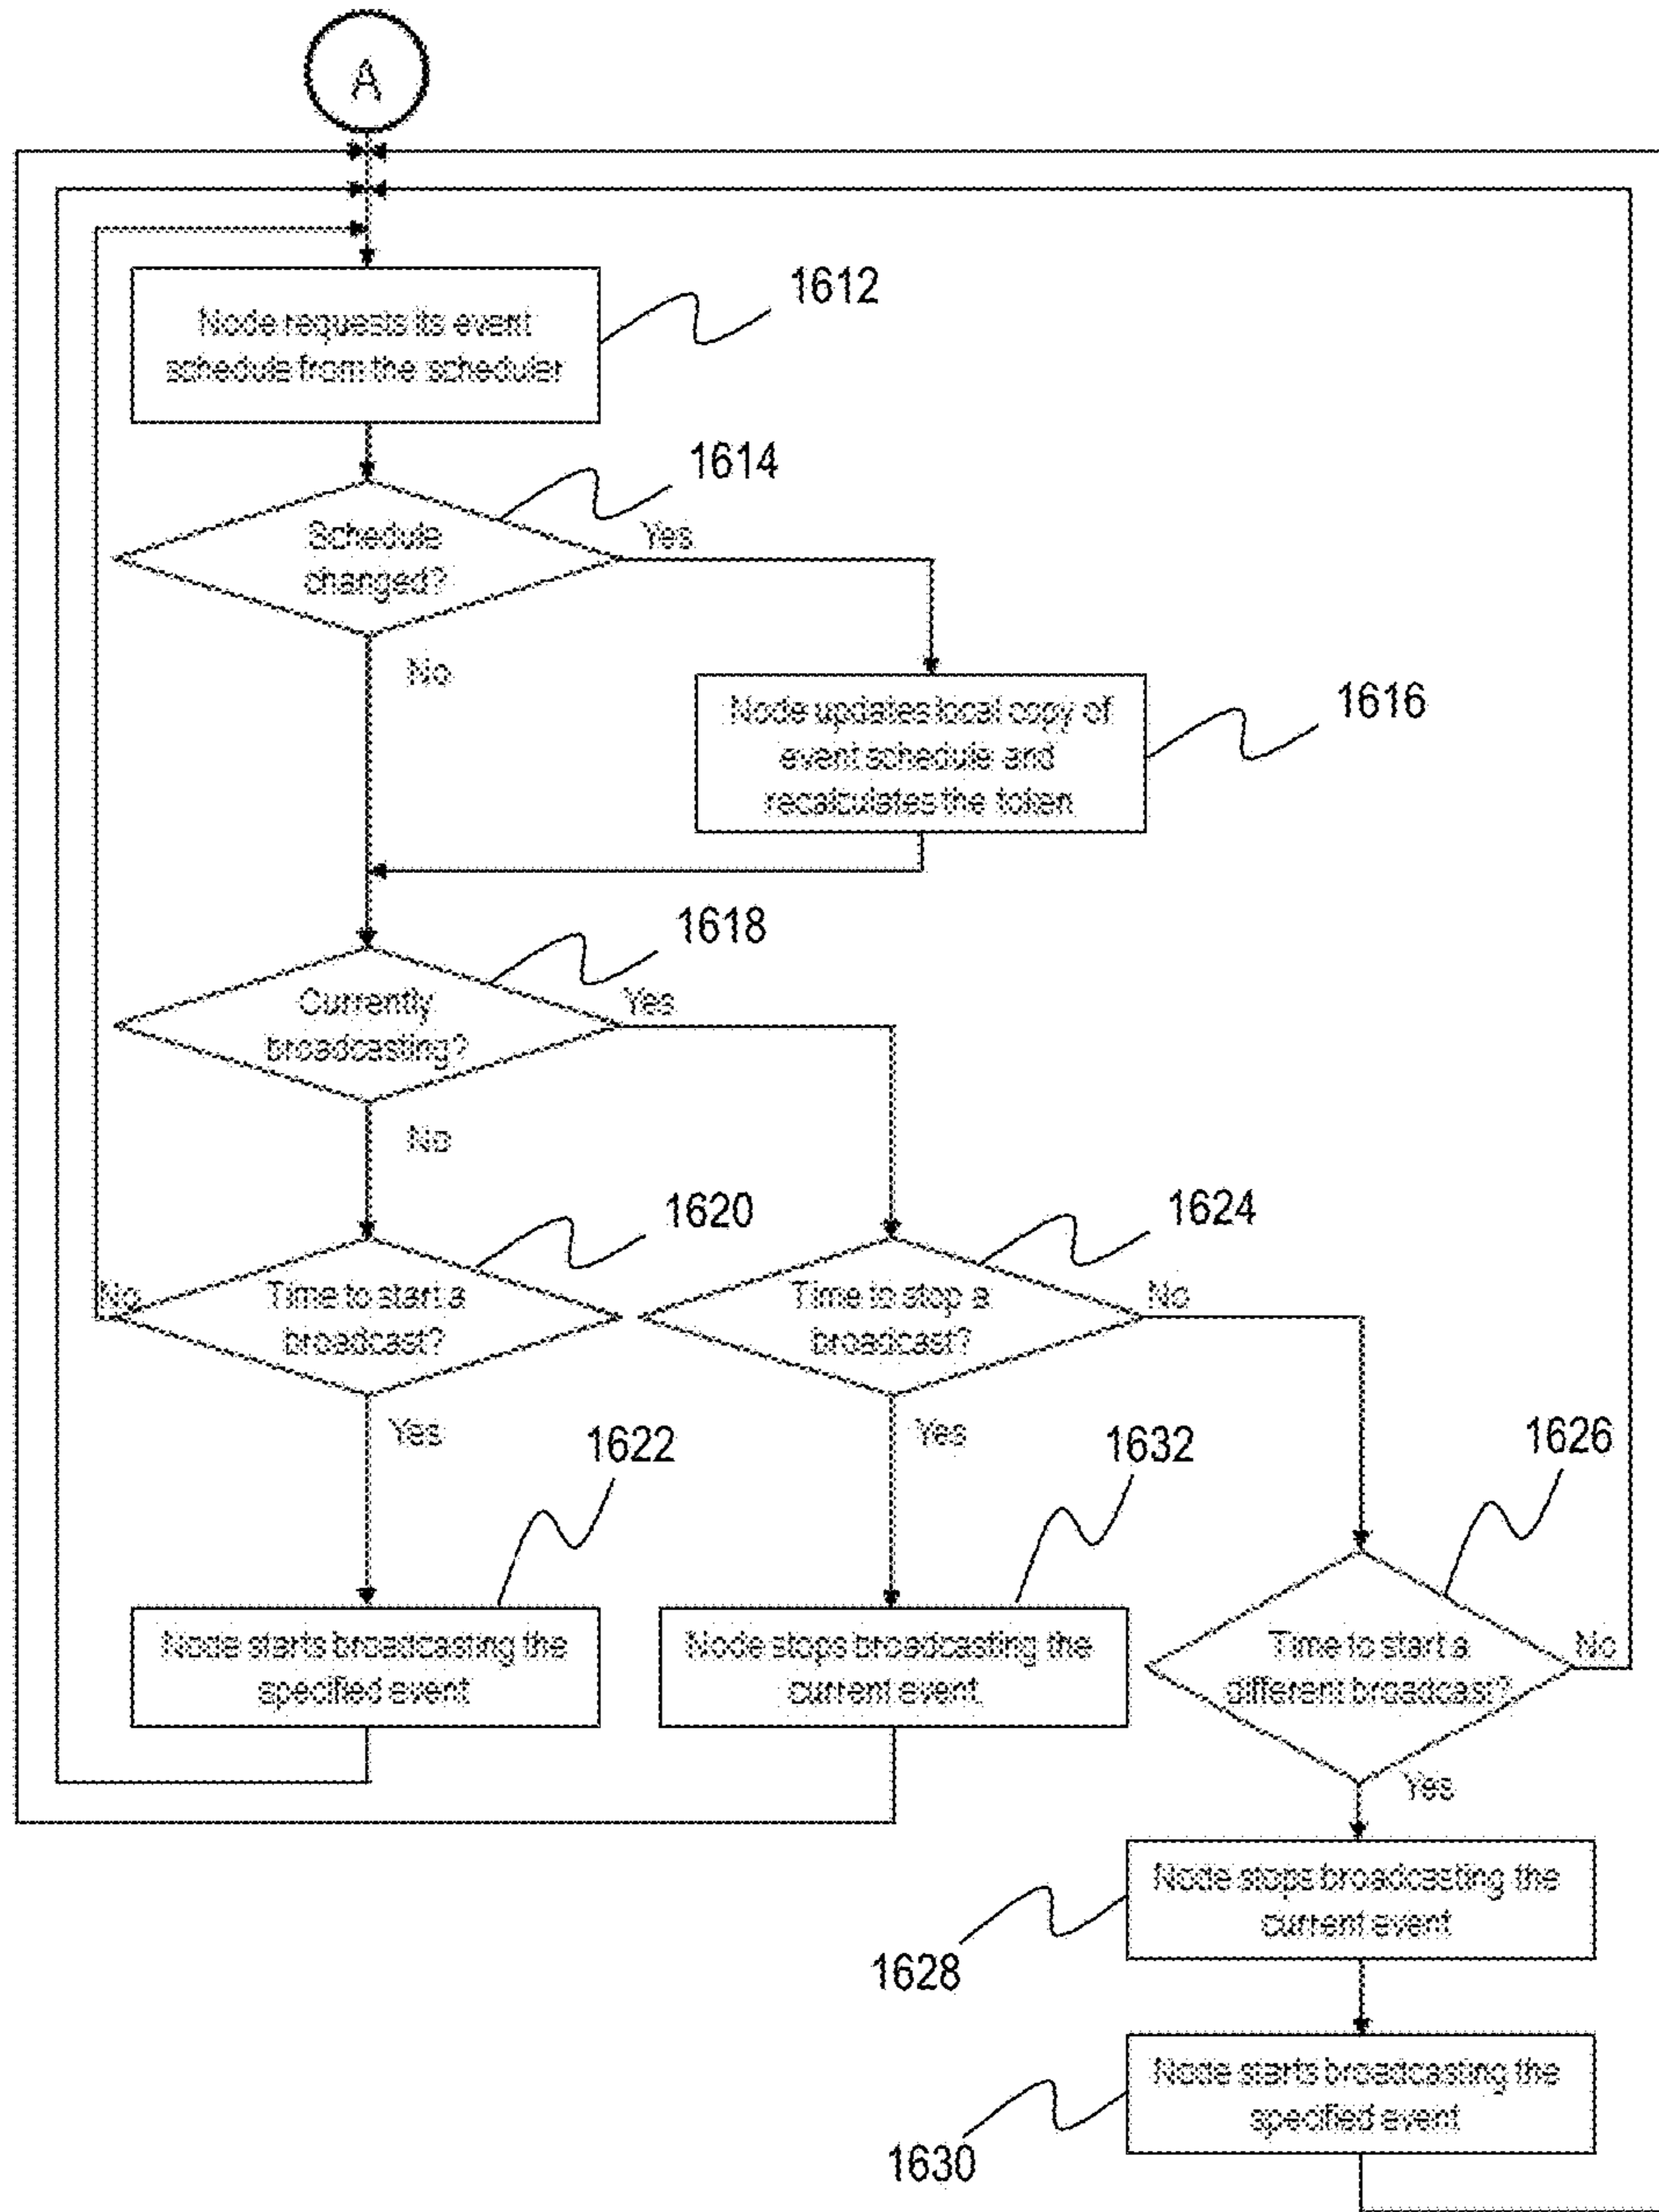 A
Node requests its event
schedule from the scheduler
1612
1614
Schedule
changed?
Yes
No
Node updates local copy of
event schedule and
recalculates the token
1616
1618
Currently
broadcasting?
Yes
No
1620
1624
No
Time to start a
broadcast?
Time to stop a
broadcast?
No
Yes
Yes
1622
1632
1626
Node starts broadcasting the
specified event
Node stops broadcasting the
current event
Time to start a
different broadcast?
No
Yes
Node stops broadcasting the
current event
1628
Node starts broadcasting the
specified event
1630